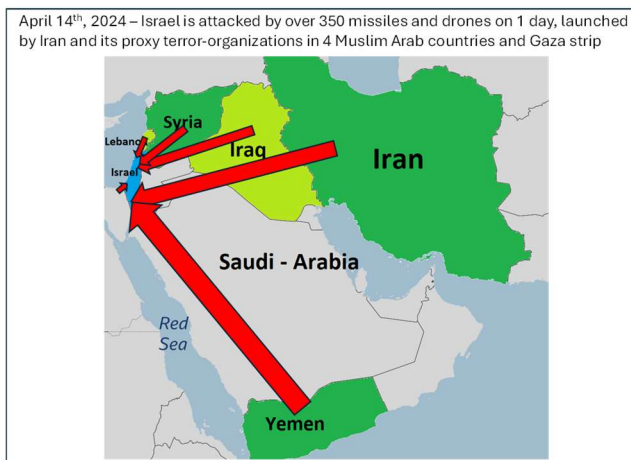 April 14th, 2024 – Israel is attacked by over 350 missiles and drones on 1 day, launched
by Iran and its proxy terror-organizations in 4 Muslim Arab countries and Gaza strip
Syria
Lebano
Iraq
Iran
Israel
Saudi - Arabia
Red
Sea
Yemen